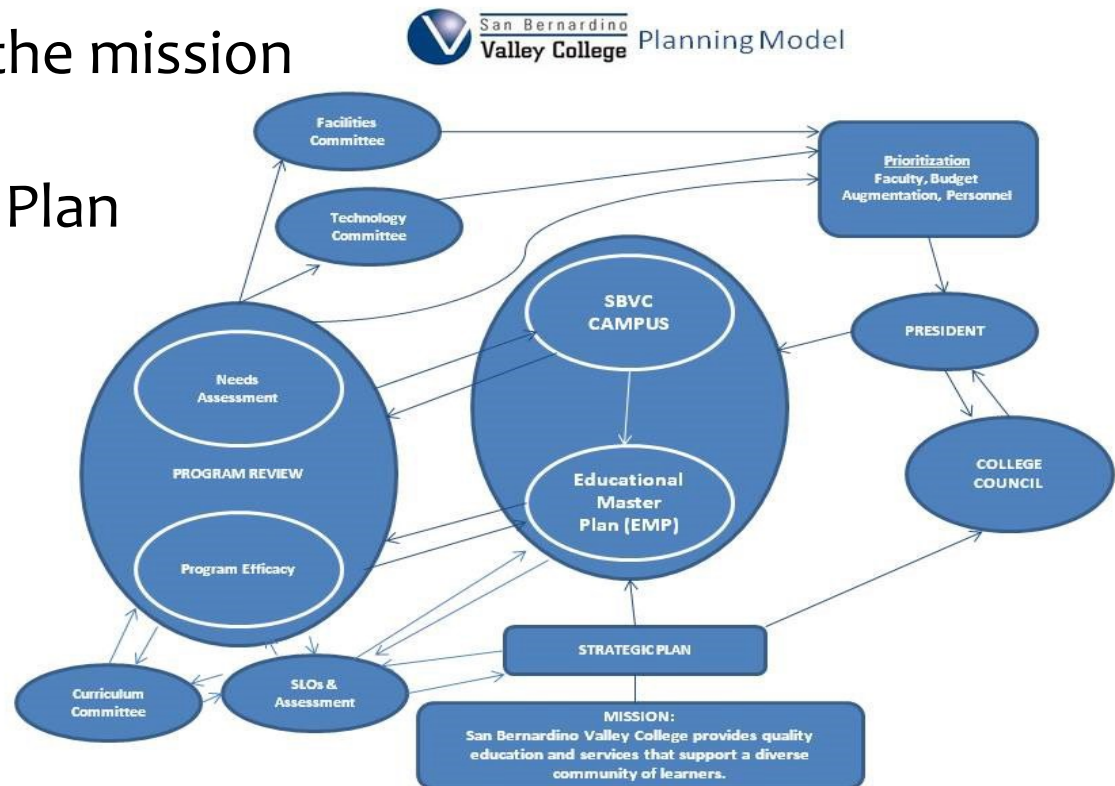 the mission
Plan
San Bernardino
Valley College
Planning Model
Facilities
Committee
Prioritization
Faculty, Budget
Augmentation, Personnel
Technology
Committee
SBVC
CAMPUS
PRESIDENT
Needs
Assessment
PROGRAM REVIEW
COLLEGE
COUNCIL
Educational
Master
Plan (EMP)
Program Efficacy
STRATEGIC PLAN
Curriculum
Committee
SLOs &
Assessment
MISSION:
San Bernardino Valley College provides quality
education and services that support a diverse
community of learners.